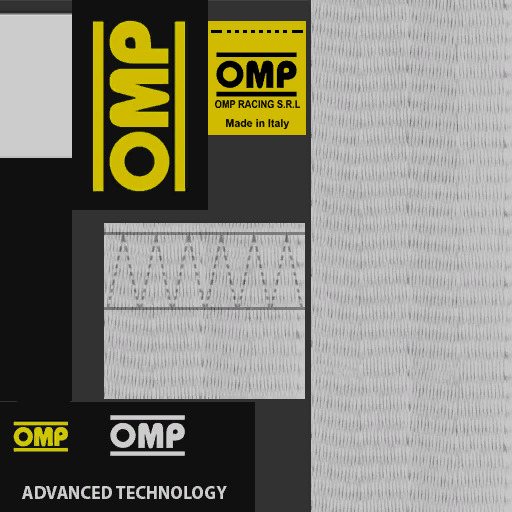 OMP
OMP
OMP RACING S.R.L
Made in Italy
OMP
OMP
ADVANCED TECHNOLOGY